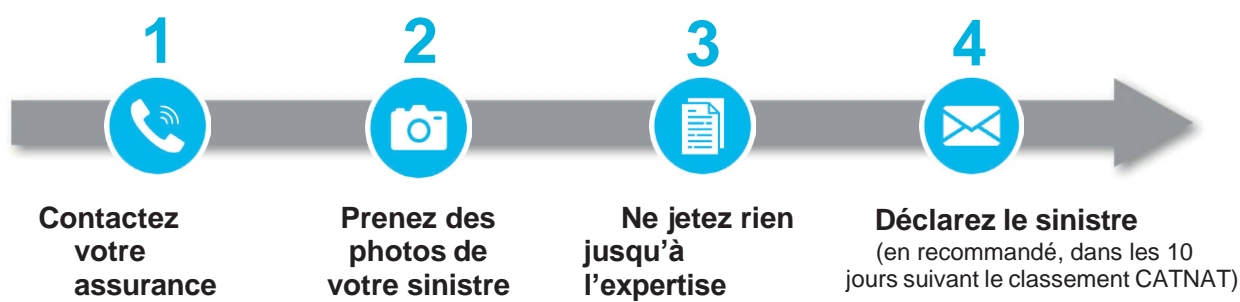 1
2
3
4
Contactez
votre
assurance
Prenez des
photos de
votre sinistre
Ne jetez rien
jusqu'à
l'expertise
Déclarez le sinistre
(en recommandé, dans les 10
jours suivant le classement CATNAT)